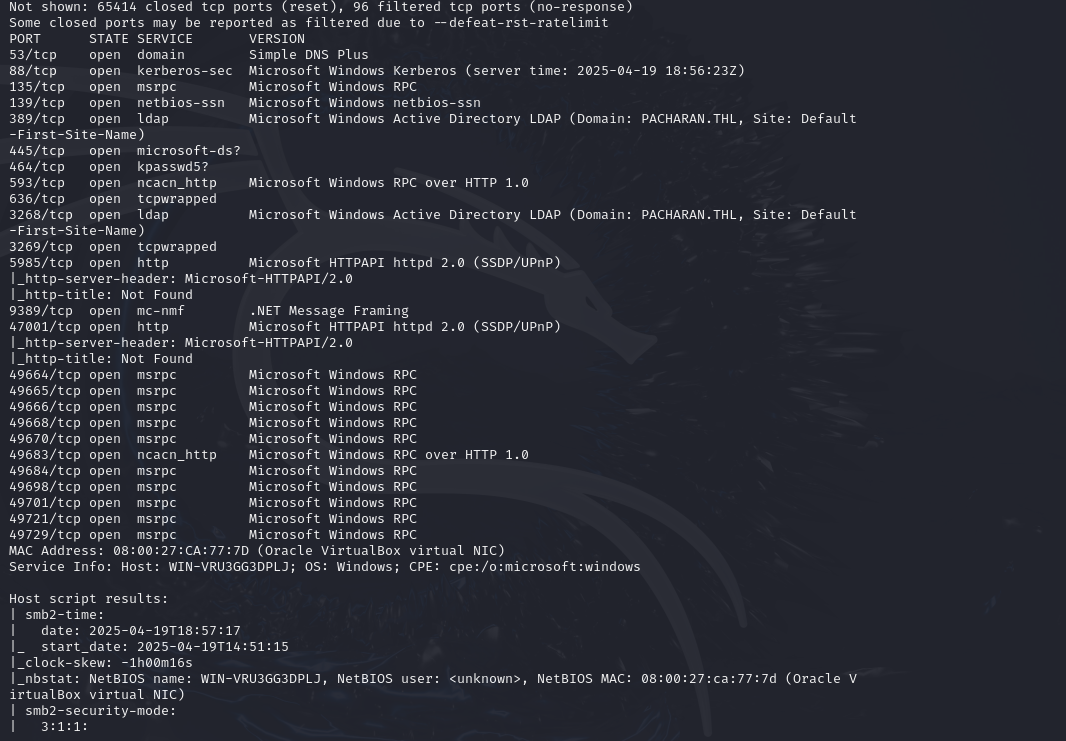 Not shown: 65414 closed tcp ports (reset), 96 filtered tcp ports (no-response)
Some closed ports may be reported as filtered due to --defeat-rst-ratelimit
PORT      STATE SERVICE       VERSION
53/tcp    open  domain        Simple DNS Plus
88/tcp    open  kerberos-sec  Microsoft Windows Kerberos (server time: 2025-04-19 18:56:23Z)
135/tcp   open  msrpc         Microsoft Windows RPC
139/tcp   open  netbios-ssn   Microsoft Windows netbios-ssn
389/tcp   open  ldap          Microsoft Windows Active Directory LDAP (Domain: PACHARAN.THL, Site: Default
-First-Site-Name)
445/tcp   open  microsoft-ds?
464/tcp   open  kpasswd5?
593/tcp   open  ncacn_http    Microsoft Windows RPC over HTTP 1.0
636/tcp   open  tcpwrapped
3268/tcp  open  ldap          Microsoft Windows Active Directory LDAP (Domain: PACHARAN.THL, Site: Default
-First-Site-Name)
3269/tcp  open  tcpwrapped
5985/tcp  open  http          Microsoft HTTPAPI httpd 2.0 (SSDP/UPnP)
|_http-server-header: Microsoft-HTTPAPI/2.0
|_http-title: Not Found
9389/tcp  open  mc-nmf        .NET Message Framing
47001/tcp open  http          Microsoft HTTPAPI httpd 2.0 (SSDP/UPnP)
|_http-server-header: Microsoft-HTTPAPI/2.0
|_http-title: Not Found
49664/tcp open  msrpc         Microsoft Windows RPC
49665/tcp open  msrpc         Microsoft Windows RPC
49666/tcp open  msrpc         Microsoft Windows RPC
49668/tcp open  msrpc         Microsoft Windows RPC
49670/tcp open  msrpc         Microsoft Windows RPC
49683/tcp open  ncacn_http    Microsoft Windows RPC over HTTP 1.0
49684/tcp open  msrpc         Microsoft Windows RPC
49698/tcp open  msrpc         Microsoft Windows RPC
49701/tcp open  msrpc         Microsoft Windows RPC
49721/tcp open  msrpc         Microsoft Windows RPC
49729/tcp open  msrpc         Microsoft Windows RPC
MAC Address: 08:00:27:CA:77:7D (Oracle VirtualBox virtual NIC)
Service Info: Host: WIN-VRU3GG3DPLJ; OS: Windows; CPE: cpe:/o:microsoft:windows

Host script results:
| smb2-time:
|   date: 2025-04-19T18:57:17
|_  start_date: 2025-04-19T14:51:15
|_clock-skew: -1h00m16s
|_nbstat: NetBIOS name: WIN-VRU3GG3DPLJ, NetBIOS user: <unknown>, NetBIOS MAC: 08:00:27:ca:77:7d (Oracle V
irtualBox virtual NIC)
| smb2-security-mode:
|   3:1:1: